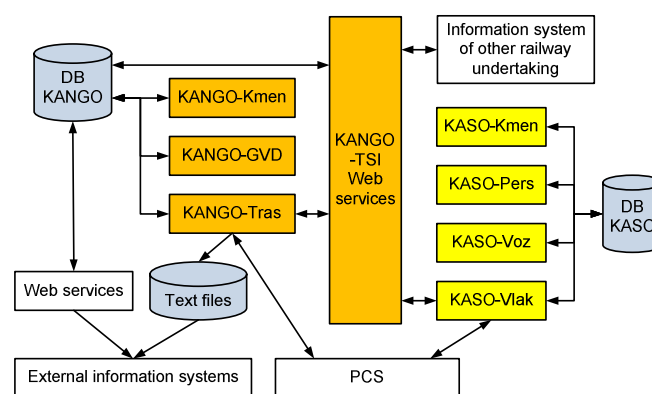 Information system
of other railway
undertaking
DB
KANGO
KANGO-Kmen
KANGO-GVD
KANGO-Tras
KANGO
-TSI
Web
services
KASO-Kmen
KASO-Pers
KASO-Voz
KASO-Vlak
DB
KASO
Web services
Text files
External information systems
PCS